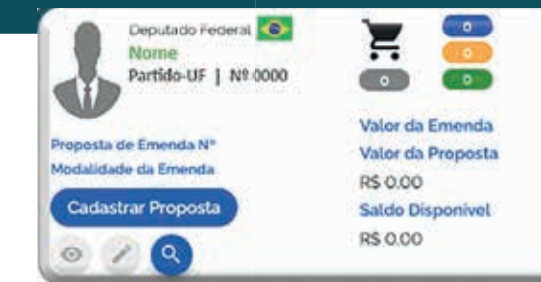 Deputado Federal
Nome
Partido-UF | Nº 0000
Proposta de Emenda Nº
Modalidade da Emenda
Cadastrar Proposta
0
0
0
0
Valor da Emenda
Valor da Proposta
R$ 0.00
Saldo Disponível
R$ 0.00